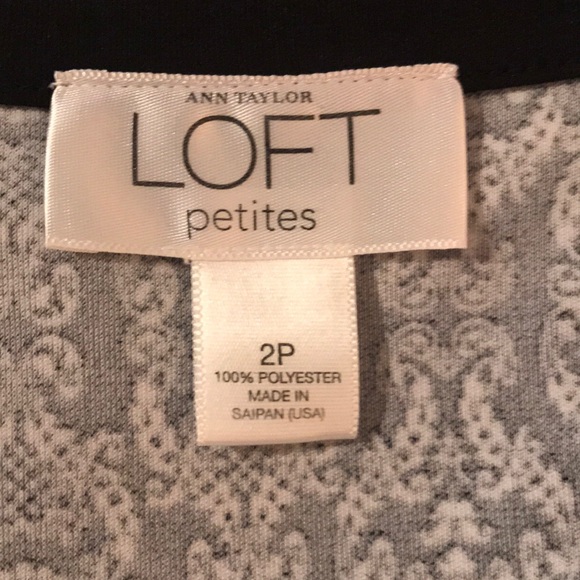 ANN TAYLOR
LOFT
petites
2P
100% POLYESTER
MADE IN
SAIPAN (USA)